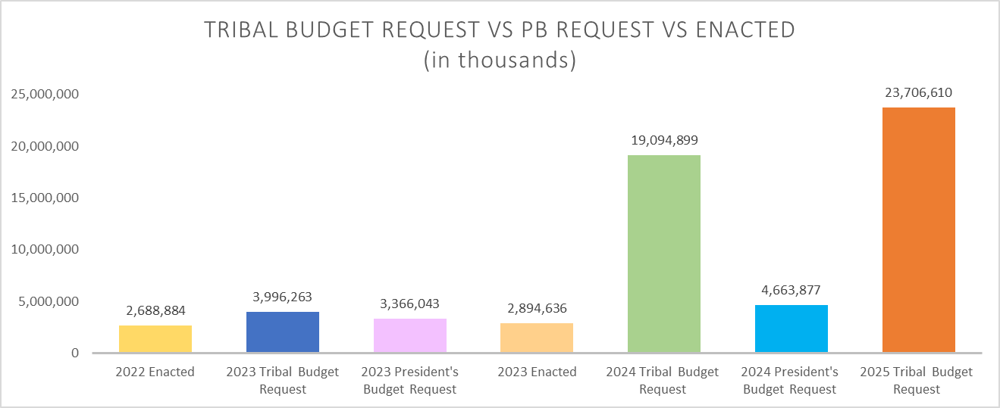 TRIBAL BUDGET REQUEST VS PB REQUEST VS ENACTED
(in thousands)
25,000,000
20,000,000
15,000,000
10,000,000
5,000,000
0
2,688,884
3,996,263
3,366,043
2,894,636
19,094,899
4,663,877
23,706,610
2022 Enacted
2023 Tribal Budget
Request
2023 President's
Budget Request
2023 Enacted
2024 Tribal Budget
Request
2024 President's
Budget Request
2025 Tribal Budget
Request